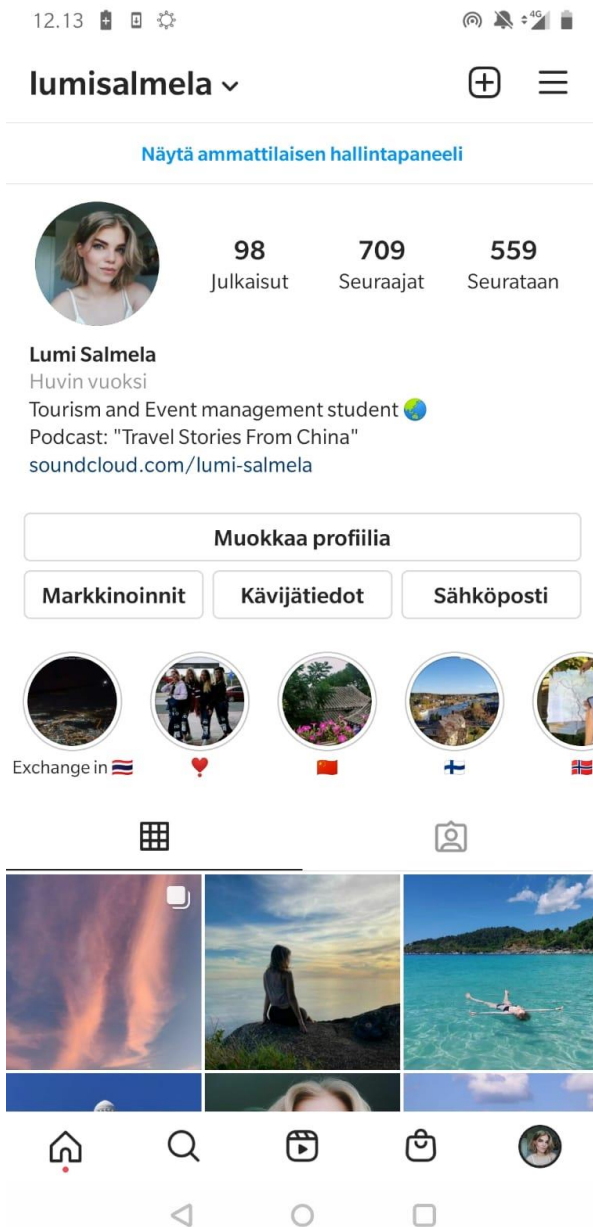 12.13
4G
lumisalmela
Näytä ammattilaisen hallintapaneeli
98 709 559
Julkaisut Seuraajat Seurataan
Lumi Salmela
Huvin vuoksi
Tourism and Event management student 🌏
Podcast: "Travel Stories From China"
soundcloud.com/lumi-salmela
Muokkaa profiilia
Markkinoinnit Kävijätiedot Sähköposti
Exchange in 🇹🇭 ❣️ 🇨🇳 🇫🇮 🇳🇴